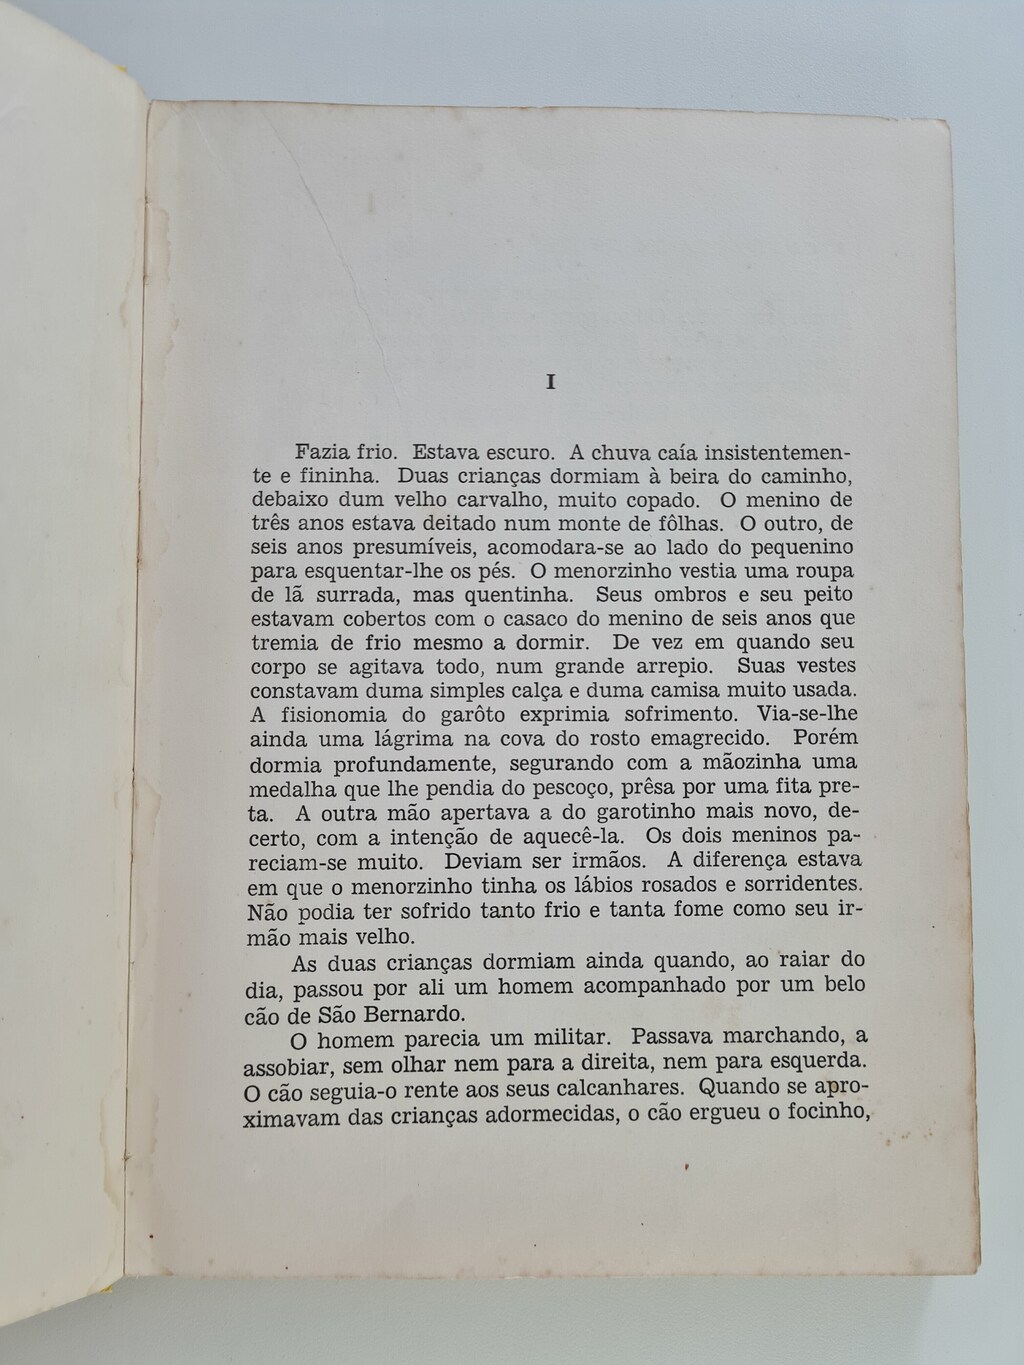 I
Fazia frio. Estava escuro. A chuva caía insistentemen-
te e fininha. Duas crianças dormiam à beira do caminho,
debaixo dum velho carvalho, muito copado. O menino de
três anos estava deitado num monte de fôlhas. O outro, de
seis anos presumíveis, acomodara-se ao lado do pequenino
para esquentar-lhe os pés. O menorzinho vestia uma roupa
de lã surrada, mas quentinha. Seus ombros e seu peito
estavam cobertos com o casaco do menino de seis anos que
tremia de frio mesmo a dormir. De vez em quando seu
corpo se agitava todo, num grande arrepio. Suas vestes
constavam duma simples calça e duma camisa muito usada.
A fisionomia do garôto exprimia sofrimento. Via-se-lhe
ainda uma lágrima na cova do rosto emagrecido. Porém
dormia profundamente, segurando com a mãozinha uma
medalha que lhe pendia do pescoço, prêsa por uma fita pre-
ta. A outra mão apertava a do garotinho mais novo, de-
certo, com a intenção de aquecê-la. Os dois meninos pa-
reciam-se muito. Deviam ser irmãos. A diferença estava
em que o menorzinho tinha os lábios rosados e sorridentes.
Não podia ter sofrido tanto frio e tanta fome como seu ir-
mão mais velho.
As duas crianças dormiam ainda quando, ao raiar do
dia, passou por ali um homem acompanhado por um belo
cão de São Bernardo.
O homem parecia um militar. Passava marchando, a
assobiar, sem olhar nem para a direita, nem para esquerda.
O cão seguia-o rente aos seus calcanhares. Quando se apro-
ximavam das crianças adormecidas, o cão ergueu o focinho,